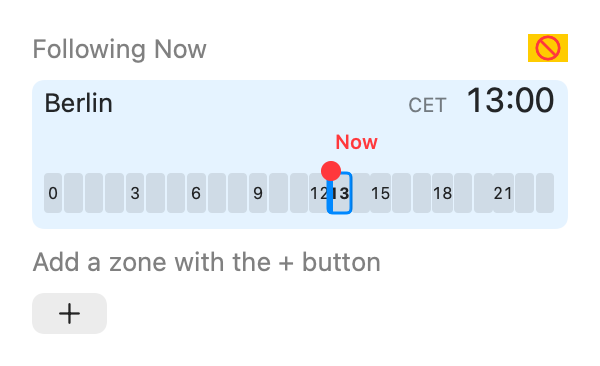 Following Now
Berlin CET 13:00
Now
0 3 6 9 12 13 15 18 21
Add a zone with the + button
+